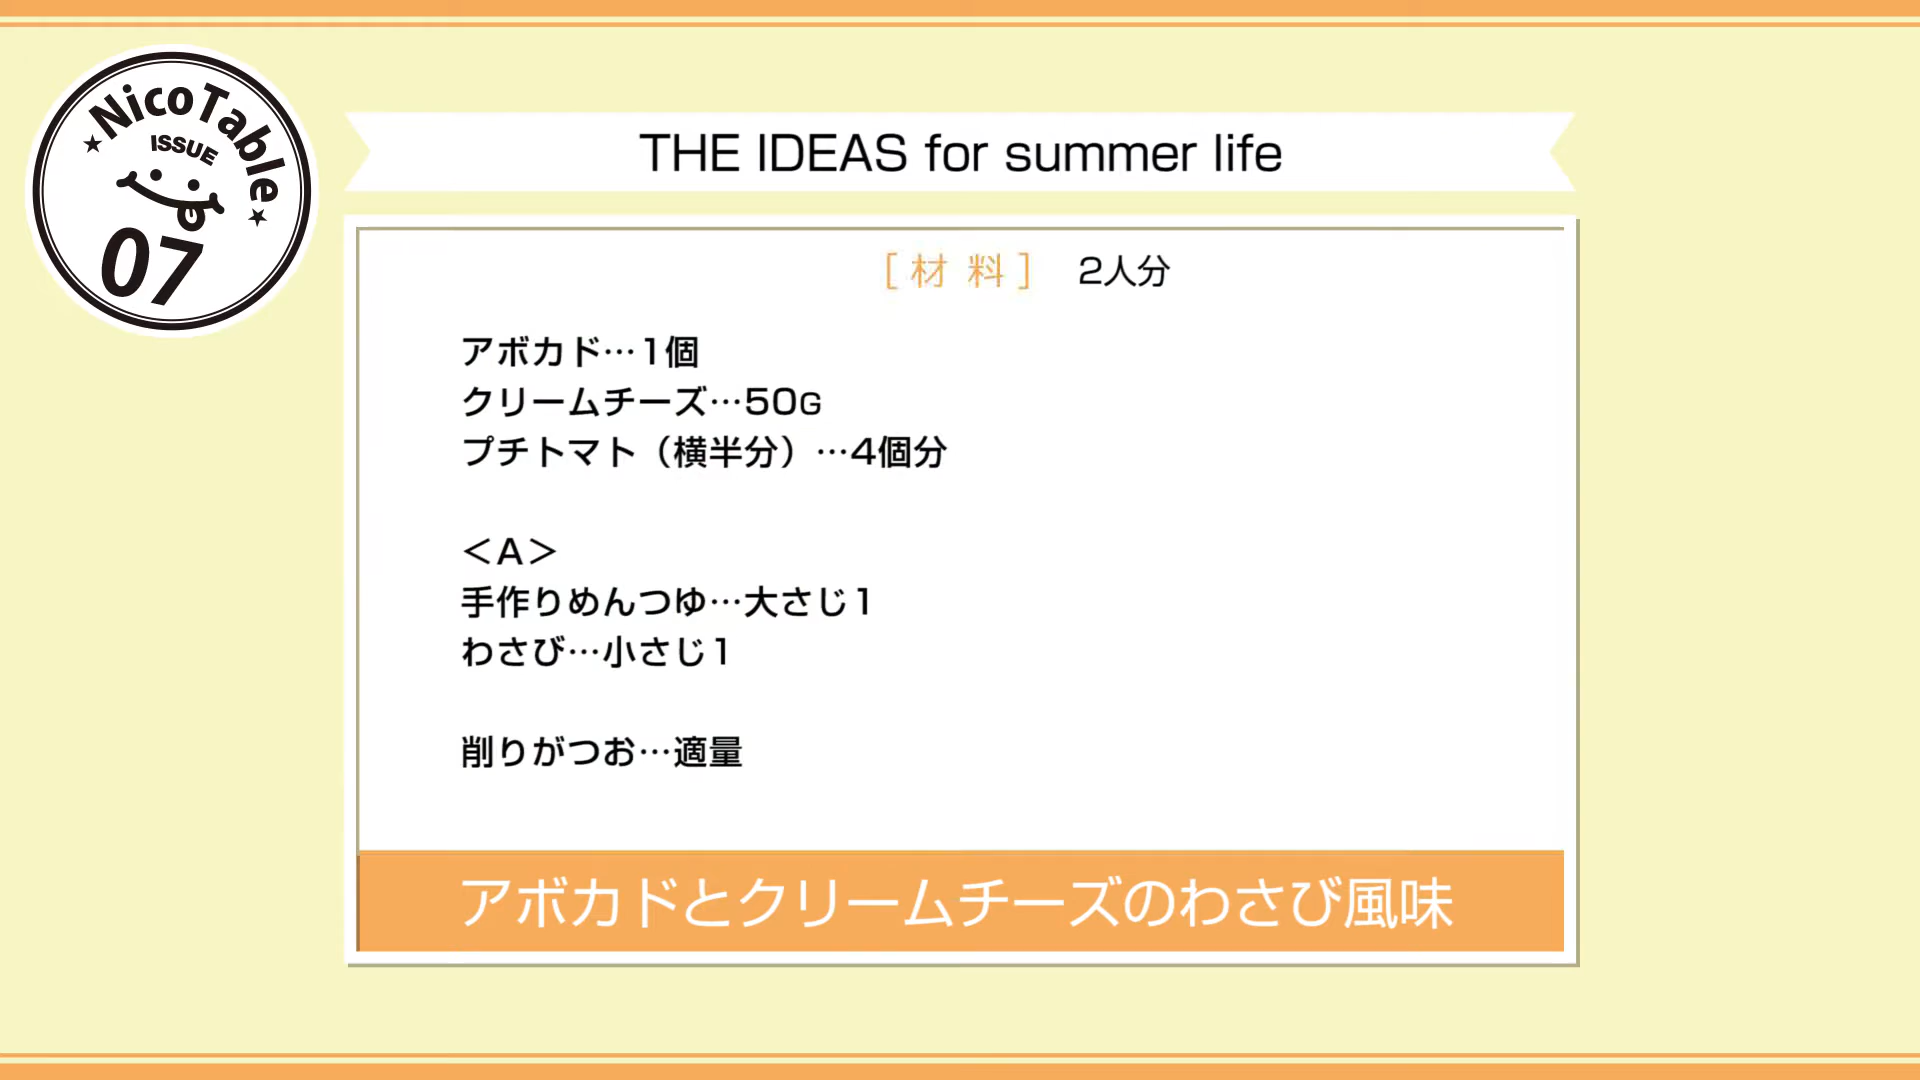 NicoTable
ISSUE
07
THE IDEAS for summer life
[材 料] 2人分
アボカド…1個
クリームチーズ…50G
プチトマト（横半分）…4個分
＜A＞
手作りめんつゆ…大さじ1
わさび…小さじ1
削りがつお…適量
アボカドとクリームチーズのわさび風味